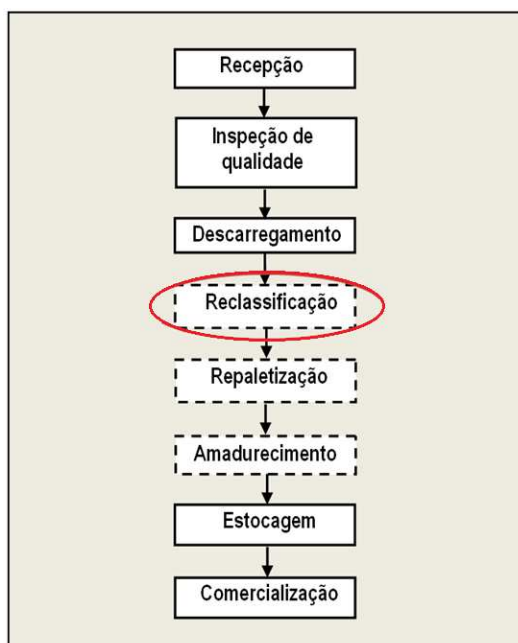 Recepção
Inspeção de
qualidade
Descarregamento
Reclassificação
Repaletização
Amadurecimento
Estocagem
Comercialização